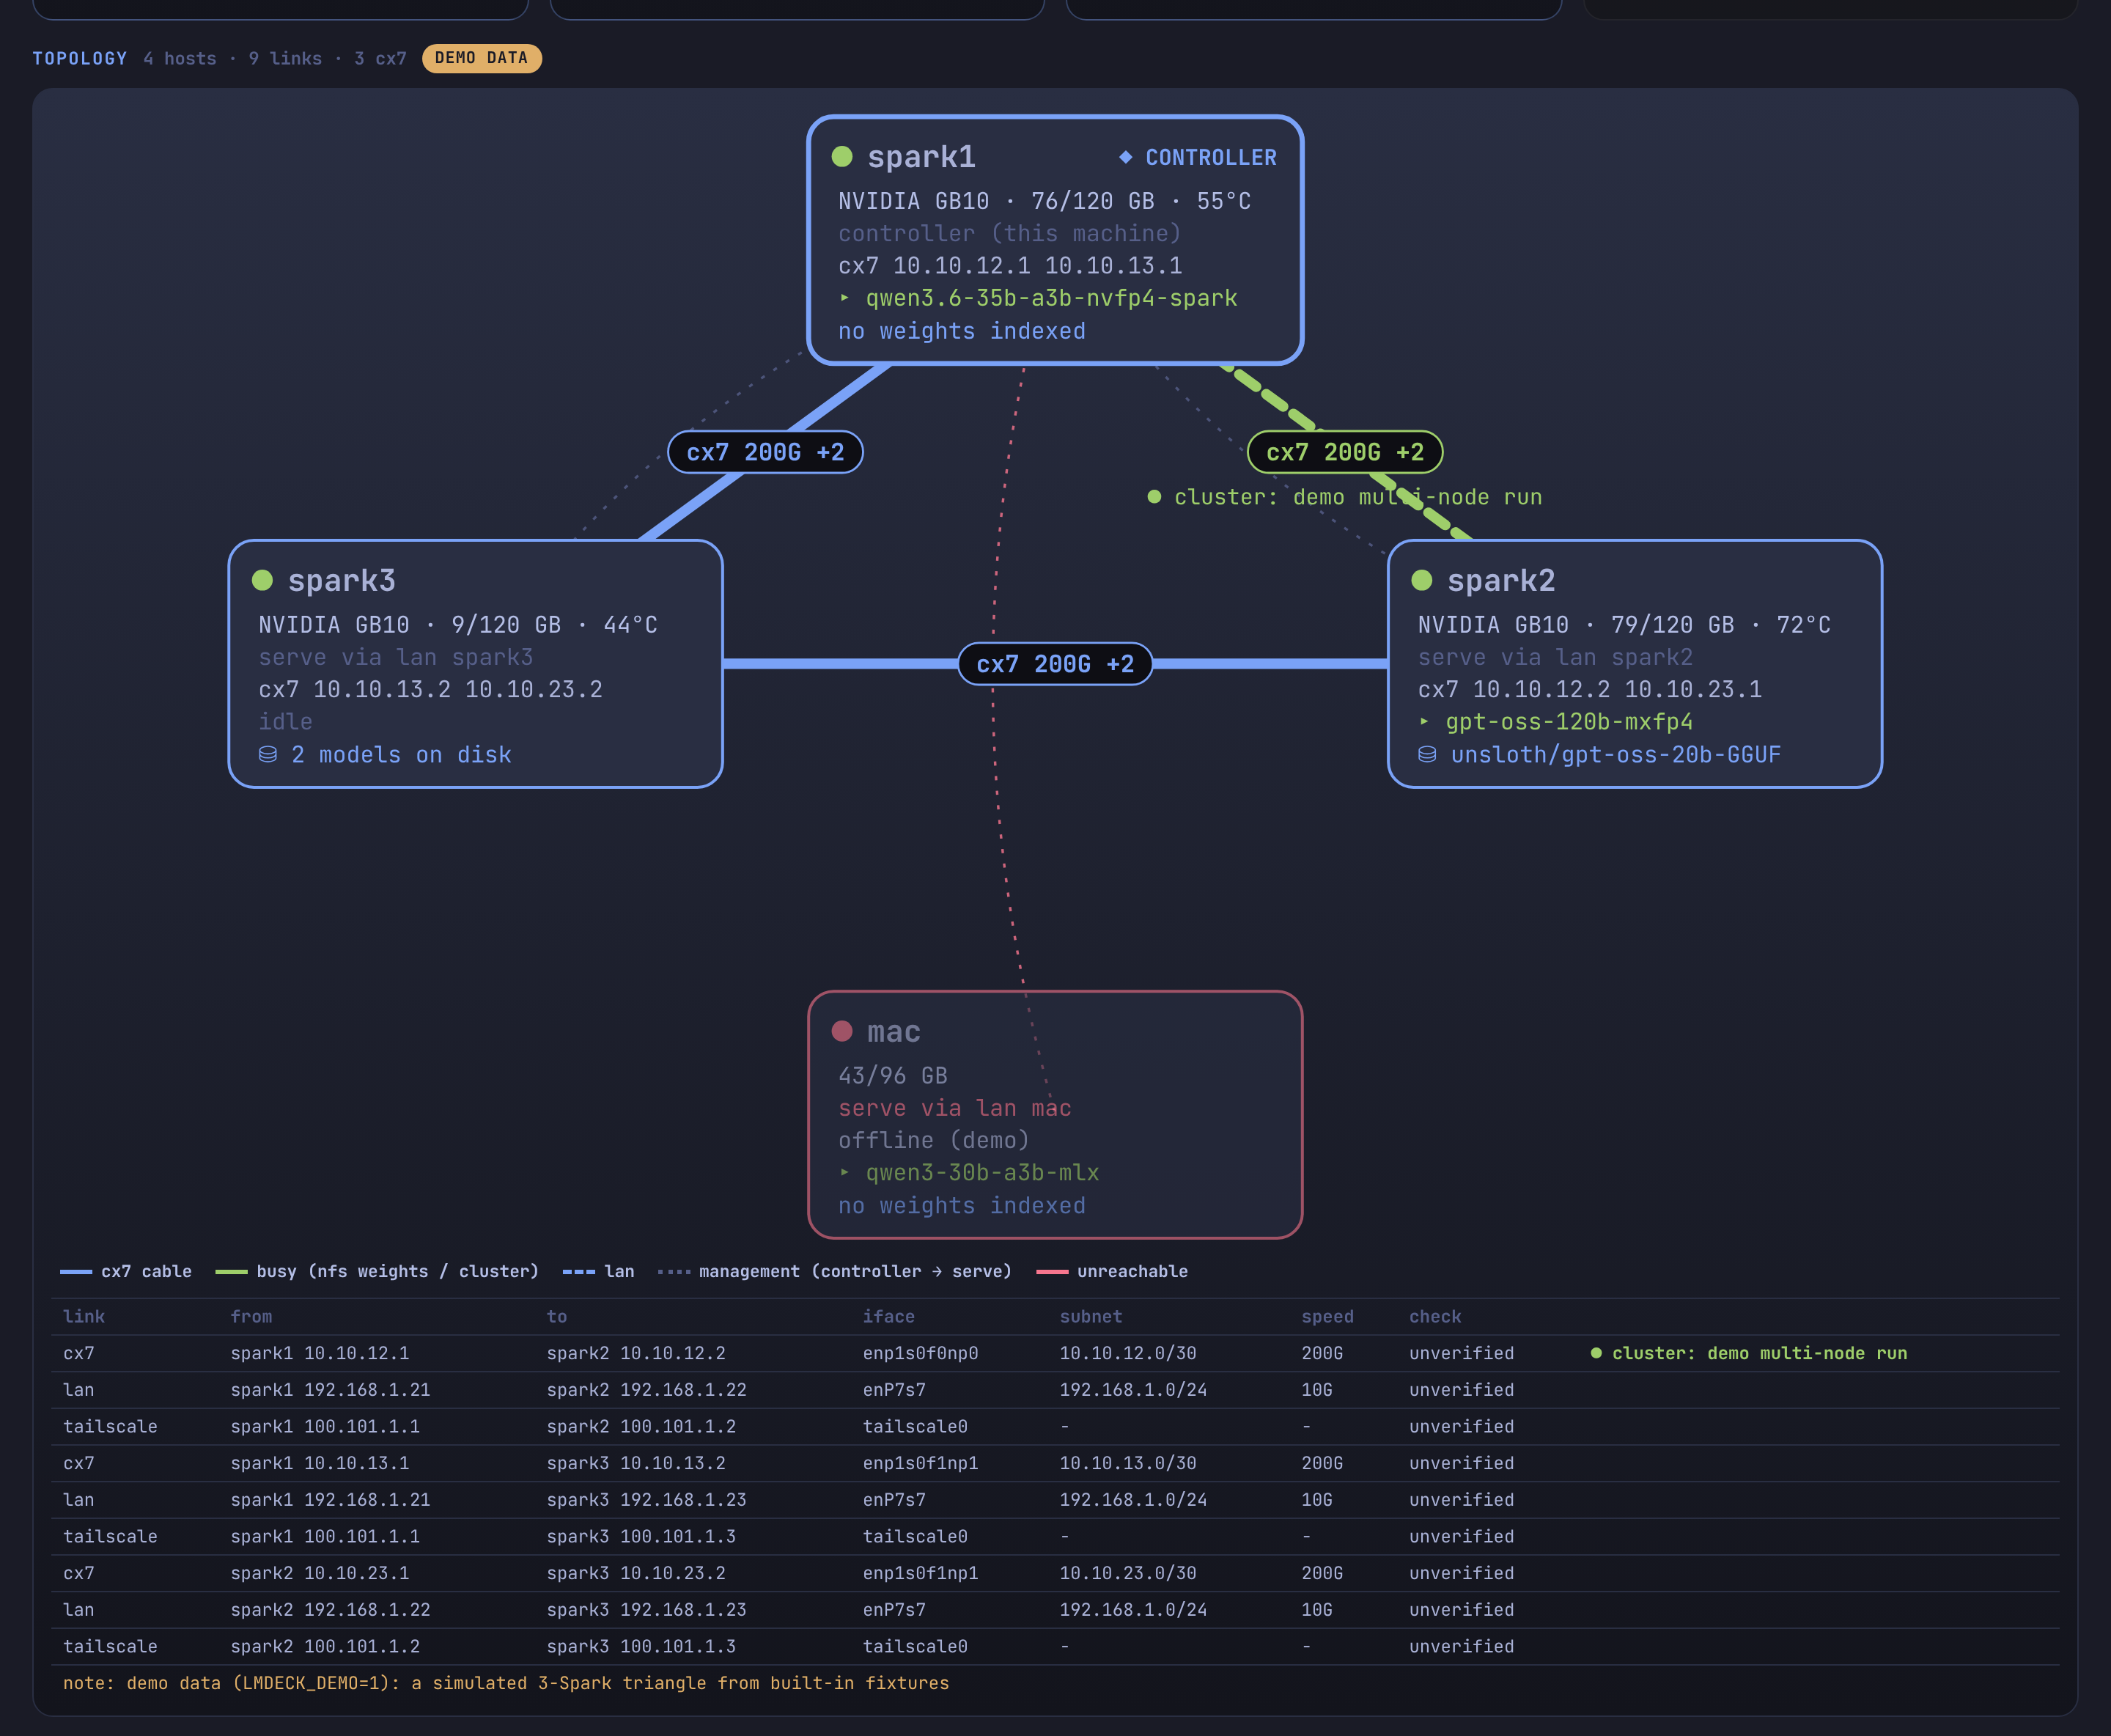 TOPOLOGY 4 hosts · 9 links · 3 cx7 DEMO DATA
spark1 ◆ CONTROLLER
NVIDIA GB10 · 76/120 GB · 55°C
controller (this machine)
cx7 10.10.12.1 10.10.13.1
▸ qwen3.6-35b-a3b-nvfp4-spark
no weights indexed
cx7 200G +2
cx7 200G +2
● cluster: demo multi-node run
spark3
NVIDIA GB10 · 9/120 GB · 44°C
serve via lan spark3
cx7 10.10.13.2 10.10.23.2
idle
2 models on disk
cx7 200G +2
spark2
NVIDIA GB10 · 79/120 GB · 72°C
serve via lan spark2
cx7 10.10.12.2 10.10.23.1
▸ gpt-oss-120b-mxfp4
unsloth/gpt-oss-20b-GGUF
mac
43/96 GB
serve via lan mac
offline (demo)
▸ qwen3-30b-a3b-mlx
no weights indexed
cx7 cable busy (nfs weights / cluster) lan management (controller → serve) unreachable
link from to iface subnet speed check
cx7 spark1 10.10.12.1 spark2 10.10.12.2 enp1s0f0np0 10.10.12.0/30 200G unverified ● cluster: demo multi-node run
lan spark1 192.168.1.21 spark2 192.168.1.22 enP7s7 192.168.1.0/24 10G unverified
tailscale spark1 100.101.1.1 spark2 100.101.1.2 tailscale0 - - unverified
cx7 spark1 10.10.13.1 spark3 10.10.13.2 enp1s0f1np1 10.10.13.0/30 200G unverified
lan spark1 192.168.1.21 spark3 192.168.1.23 enP7s7 192.168.1.0/24 10G unverified
tailscale spark1 100.101.1.1 spark3 100.101.1.3 tailscale0 - - unverified
cx7 spark2 10.10.23.1 spark3 10.10.23.2 enp1s0f1np1 10.10.23.0/30 200G unverified
lan spark2 192.168.1.22 spark3 192.168.1.23 enP7s7 192.168.1.0/24 10G unverified
tailscale spark2 100.101.1.2 spark3 100.101.1.3 tailscale0 - - unverified
note: demo data (LMDECK_DEMO=1): a simulated 3-Spark triangle from built-in fixtures